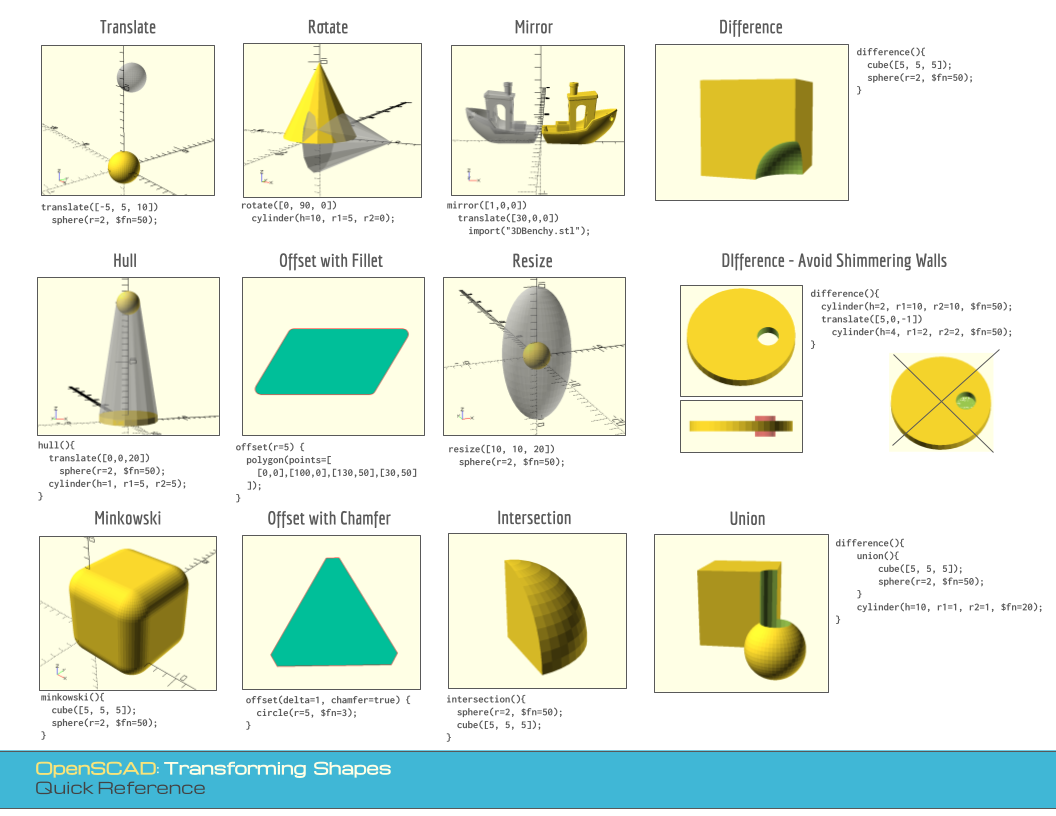 Translate
translate([-5, 5, 10])
  sphere(r=2, $fn=50);
Rotate
rotate([0, 90, 0])
  cylinder(h=10, r1=5, r2=0);
Mirror
mirror([1,0,0])
  translate([30,0,0])
    import("3DBenchy.stl");
Difference
difference(){
  cube([5, 5, 5]);
  sphere(r=2, $fn=50);
}
Hull
hull(){
  translate([0,0,20])
    sphere(r=2, $fn=50);
  cylinder(h=1, r1=5, r2=5);
}
Offset with Fillet
offset(r=5) {
  polygon(points=[
    [0,0],[100,0],[130,50],[30,50]
  ]);
}
Resize
resize([10, 10, 20])
  sphere(r=2, $fn=50);
DIfference - Avoid Shimmering Walls
difference(){
  cylinder(h=2, r1=10, r2=10, $fn=50);
  translate([5,0,-1])
    cylinder(h=4, r1=2, r2=2, $fn=50);
}
Minkowski
minkowski(){
  cube([5, 5, 5]);
  sphere(r=2, $fn=50);
}
Offset with Chamfer
offset(delta=1, chamfer=true) {
  circle(r=5, $fn=3);
}
Intersection
intersection(){
  sphere(r=2, $fn=50);
  cube([5, 5, 5]);
}
Union
difference(){
    union(){
        cube([5, 5, 5]);
        sphere(r=2, $fn=50);
    }
    cylinder(h=10, r1=1, r2=1, $fn=20);
}
OpenSCAD: Transforming Shapes
Quick Reference